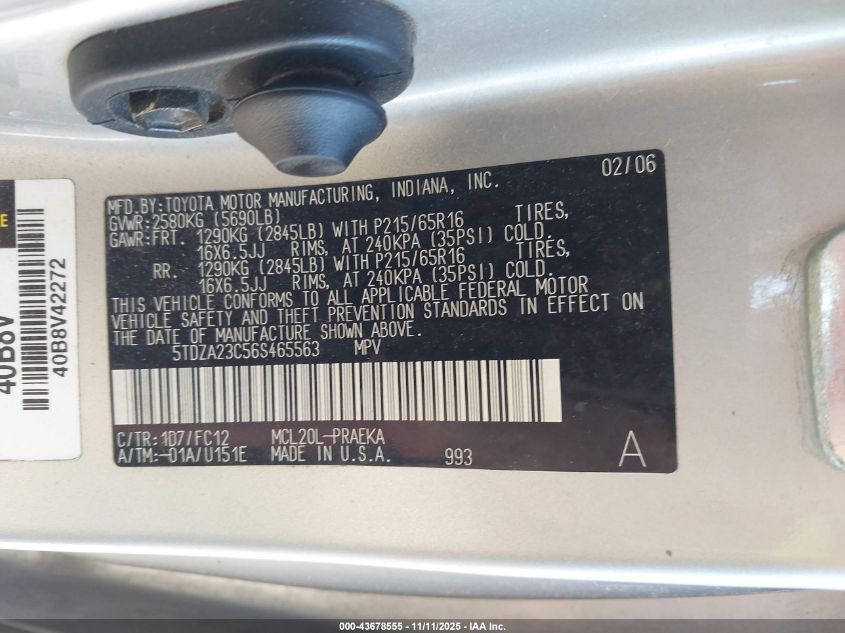 02/06
MFD.BY:TOYOTA MOTOR MANUFACTURING, INDIANA, INC.
GVWR:2580KG (5690LB)
GAWR:FRT. 1290KG (2845LB) WITH P215/65R16 TIRES,
16X6.5JJ RIMS, AT 240KPA (35PSI) COLD.
RR. 1290KG (2845LB) WITH P215/65R16 TIRES,
16X6.5JJ RIMS, AT 240KPA (35PSI) COLD.
THIS VEHICLE CONFORMS TO ALL APPLICABLE FEDERAL MOTOR
VEHICLE SAFETY AND THEFT PREVENTION STANDARDS IN EFFECT ON
THE DATE OF MANUFACTURE SHOWN ABOVE.
5TDZA23C56S465563 MPV
C/TR:1D7/FC12 MCL20L-PRAEKA
A/TM:-01A/U151E MADE IN U.S.A. 993 A
E
40B8V
40B8V42272
000-43678555 - 11/11/2025 - IAA Inc.